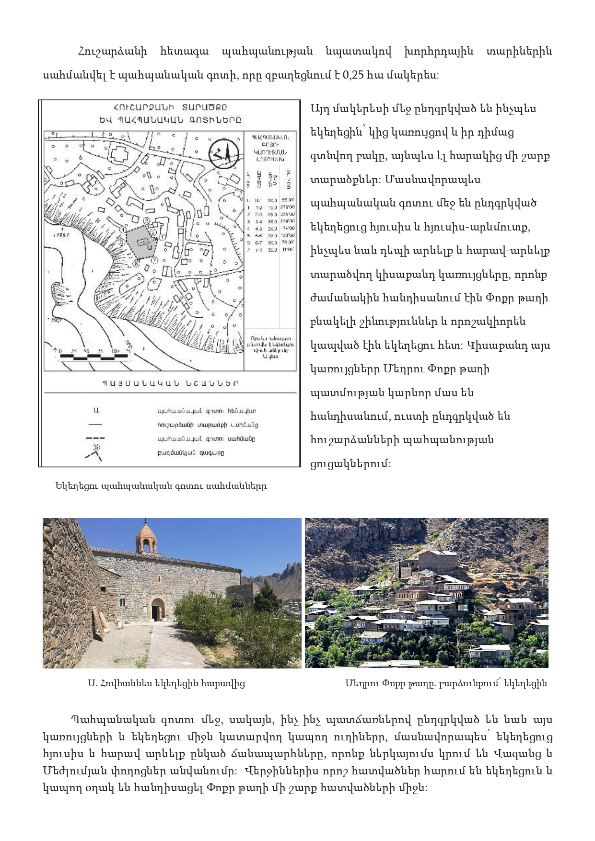 Հուշարձանի հետագա պահպանության նպատակով խորհրդային տարիներին
սահմանվել է պահպանական գոտի, որը զբաղեցնում է 0,25 հա մակերես:
ՀՈՒՇԱՐՁԱՆԻ ՏԱՐԱԾՔԸ
ԵՎ ՊԱՀՊԱՆԱԿԱՆ ԳՈՏԻՆԵՐԸ
ՊԱՅՄԱՆԱԿԱՆ ՆՇԱՆՆԵՐ
պահպանական գոտու հենակետ
հուշարձանի տարածքի սահմանը
պահպանական գոտու սահմանը
բազմանկյան գագաթը
Եկեղեցու պահպանական գոտու սահմանները
Այդ մակերեսի մեջ ընդգրկված են ինչպես
եկեղեցին՝ կից կառույցով և իր դիմաց
գտնվող բակը, այնպես էլ հարակից մի շարք
տարածքներ: Մասնավորապես
պահպանական գոտու մեջ են ընդգրկված
եկեղեցուց հյուսիս և հյուսիս-արևմուտք,
ինչպես նաև դեպի արևելք և հարավ-արևելք
տարածվող կիսաքանդ կառույցները, որոնք
ժամանակին հանդիսանում էին Փոքր թաղի
բնակելի շինություններ և որոշակիորեն
կապված էին եկեղեցու հետ: Կիսաքանդ այս
կառույցները Մեղրու Փոքր թաղի
պատմության կարևոր մաս են
հանդիսանում, ուստի ընդգրկված են
հուշարձանների պահպանության
ցուցակներում:
Ս. Հովհաննես եկեղեցին հարավից
Մեղրու Փոքր թաղը. բարձունքում՝ եկեղեցին
Պահպանական գոտու մեջ, սակայն, ինչ ինչ պատճառներով ընդգրկված են նաև այս
կառույցների և եկեղեցու միջև կատարվող կապող ուղիները, մասնավորապես՝ եկեղեցուց
հյուսիս և հարավ արևելք ընկած ճանապարհները, որոնք ներկայումս կրում են Վազանց և
Մեժլումյան փողոցներ անվանումը: Վերջիններիս որոշ հատվածներ հարում են եկեղեցուն և
կապող օղակ են հանդիսացել Փոքր թաղի մի շարք հատվածների միջև: